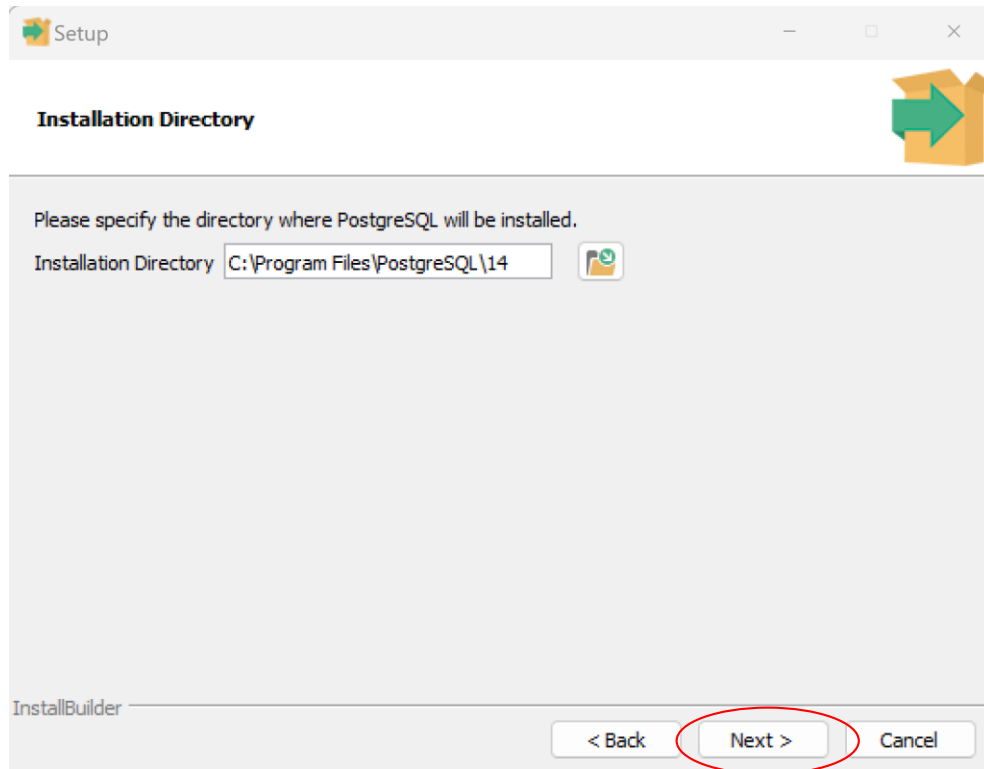 Setup
Installation Directory
Please specify the directory where PostgreSQL will be installed.
Installation Directory C:\Program Files\PostgreSQL\14
InstallBuilder
< Back Next > Cancel